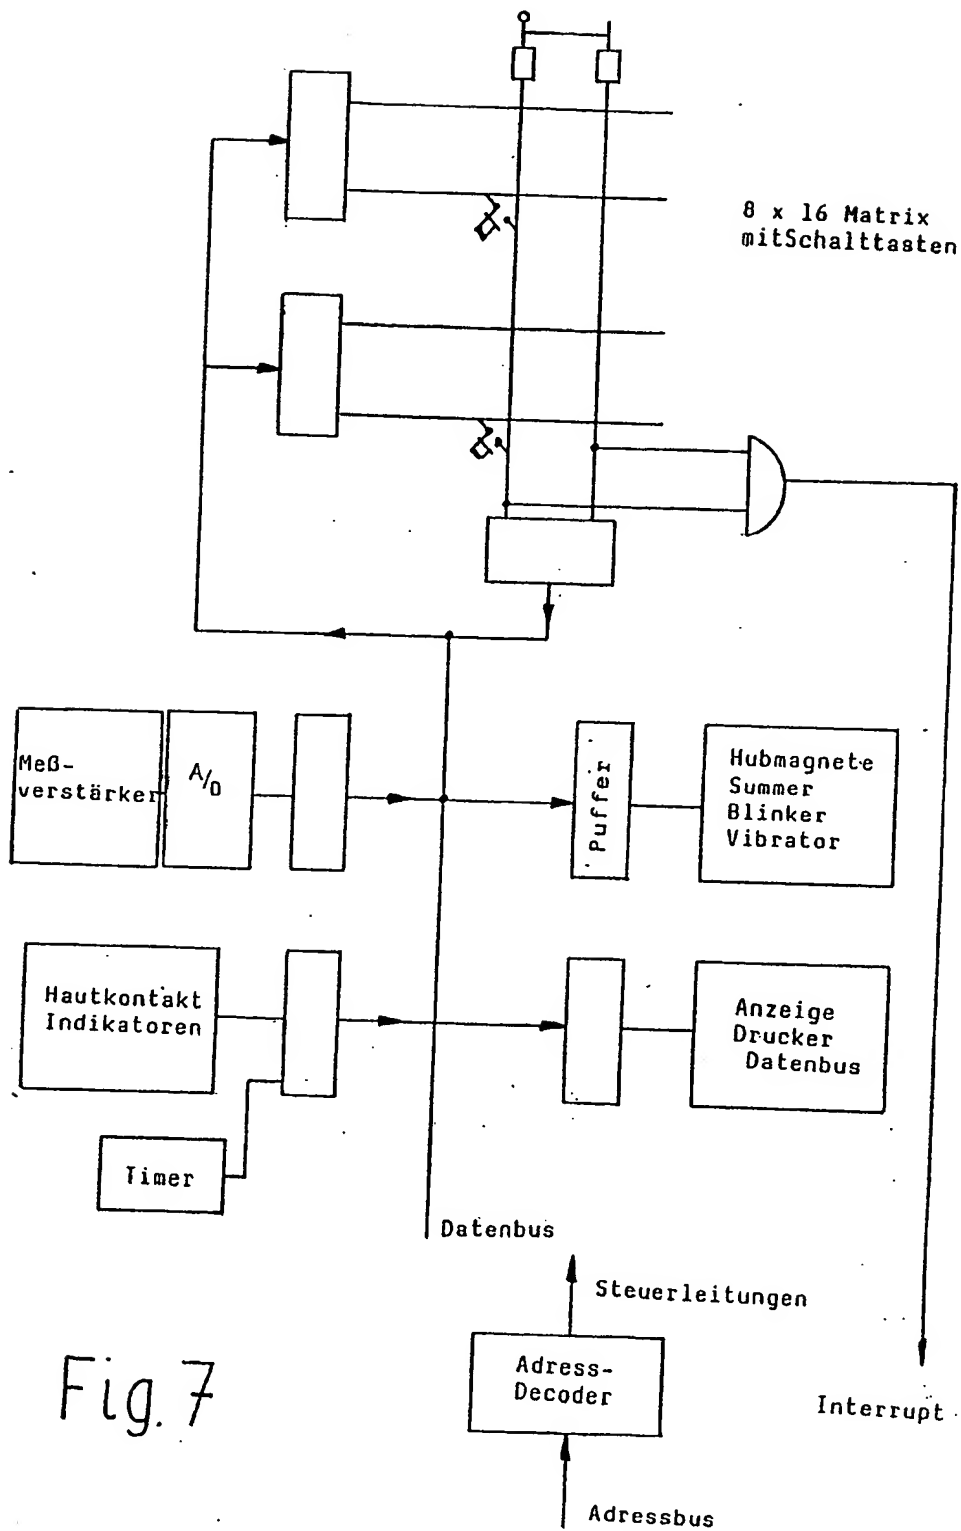 8 x 16 Matrix
mitSchalttasten
Meß-
verstärker
A/D
Puffer
Hubmagnete
Summer
Blinker
Vibrator
Hautkontakt
Indikatoren
Anzeige
Drucker
Datenbus
Timer
Datenbus
Steuerleitungen
Adress-
Decoder
Interrupt
Adressbus
Fig. 7